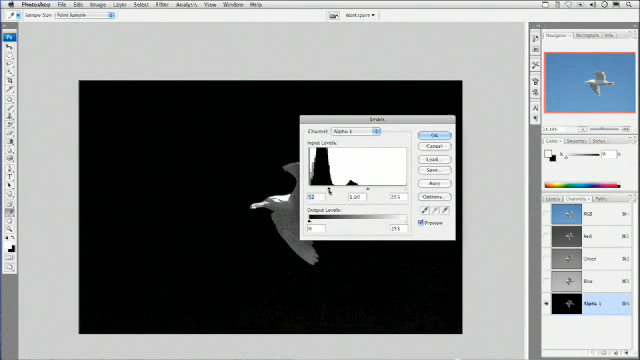 Photoshop File Edit Image Layer Select Filter Analysis View Window Help
Sample Size: Point Sample
Workspace
Ps
Navigator Histogram Info
Levels
Channel: Alpha 1
Input Levels:
52 1.00 255
Output Levels:
0 255
OK
Cancel
Load...
Save...
Auto
Options...
Preview
Color Swatches Styles
K
Layers Channels Paths
RGB
Red
Green
Blue
Alpha 1